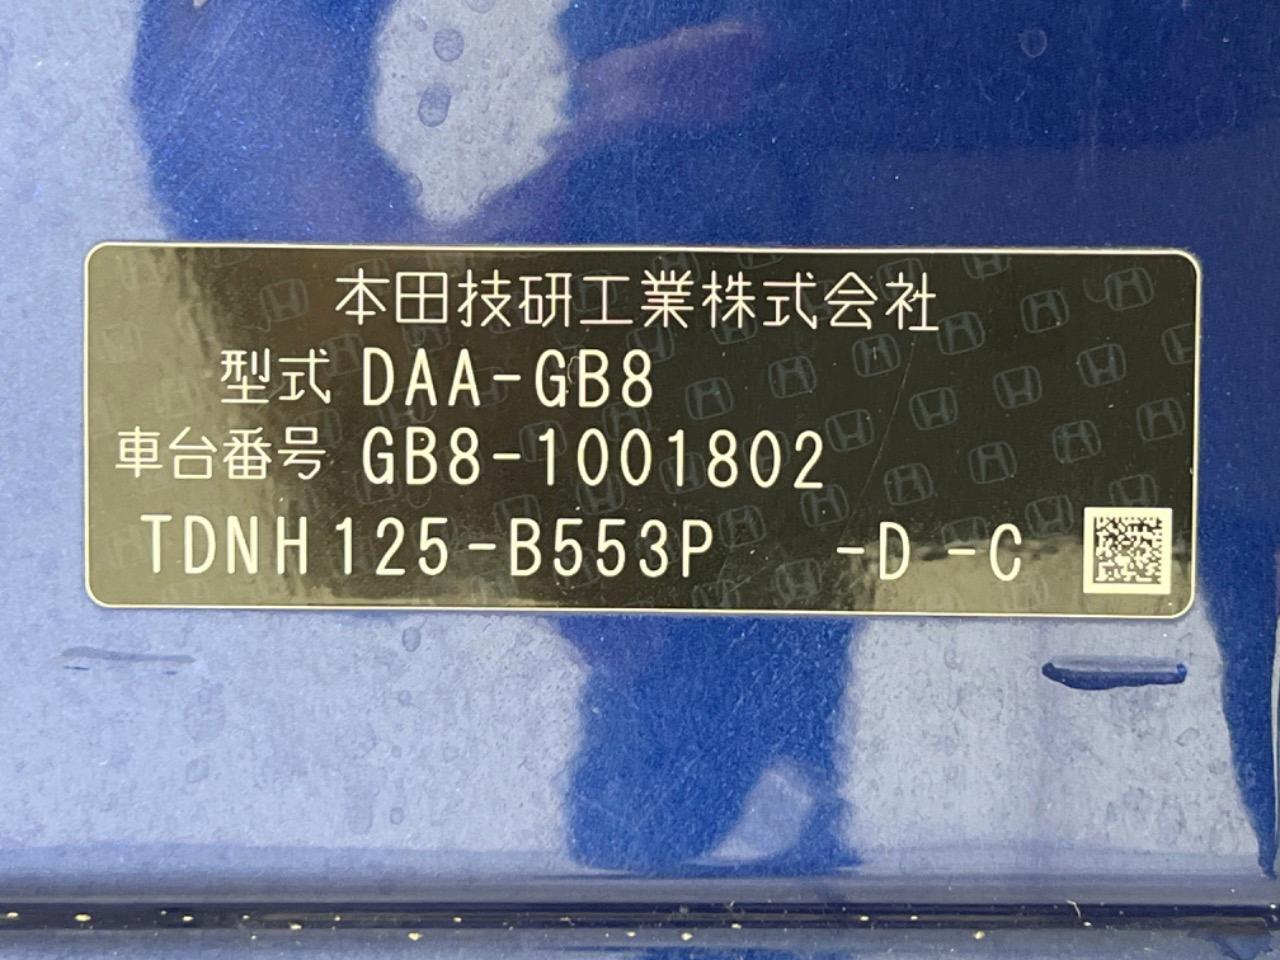 本田技研工業株式会社
型式 DAA-GB8
車台番号 GB8-1001802
TDNH125-B553P -D -C